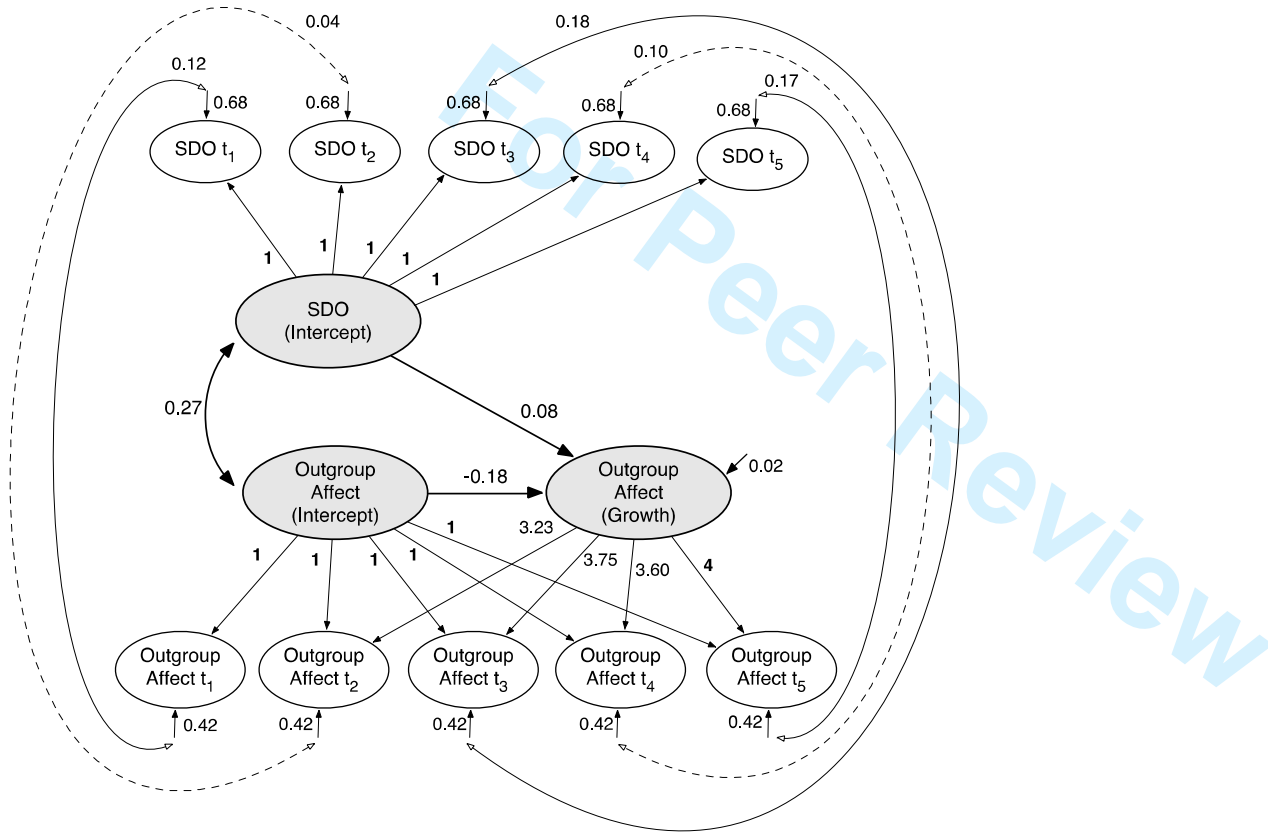 0.04
0.18
0.10
0.12
0.17
0.68
0.68
0.68
0.68
0.68
SDO t1
SDO t2
SDO t3
SDO t4
SDO t5
1
1
1
1
1
SDO
(Intercept)
0.27
0.08
Outgroup
Affect
(Intercept)
-0.18
Outgroup
Affect
(Growth)
0.02
1
1
1
1
1
3.23
3.75
3.60
4
Outgroup
Affect t1
Outgroup
Affect t2
Outgroup
Affect t3
Outgroup
Affect t4
Outgroup
Affect t5
0.42
0.42
0.42
0.42
0.42
For Peer Review